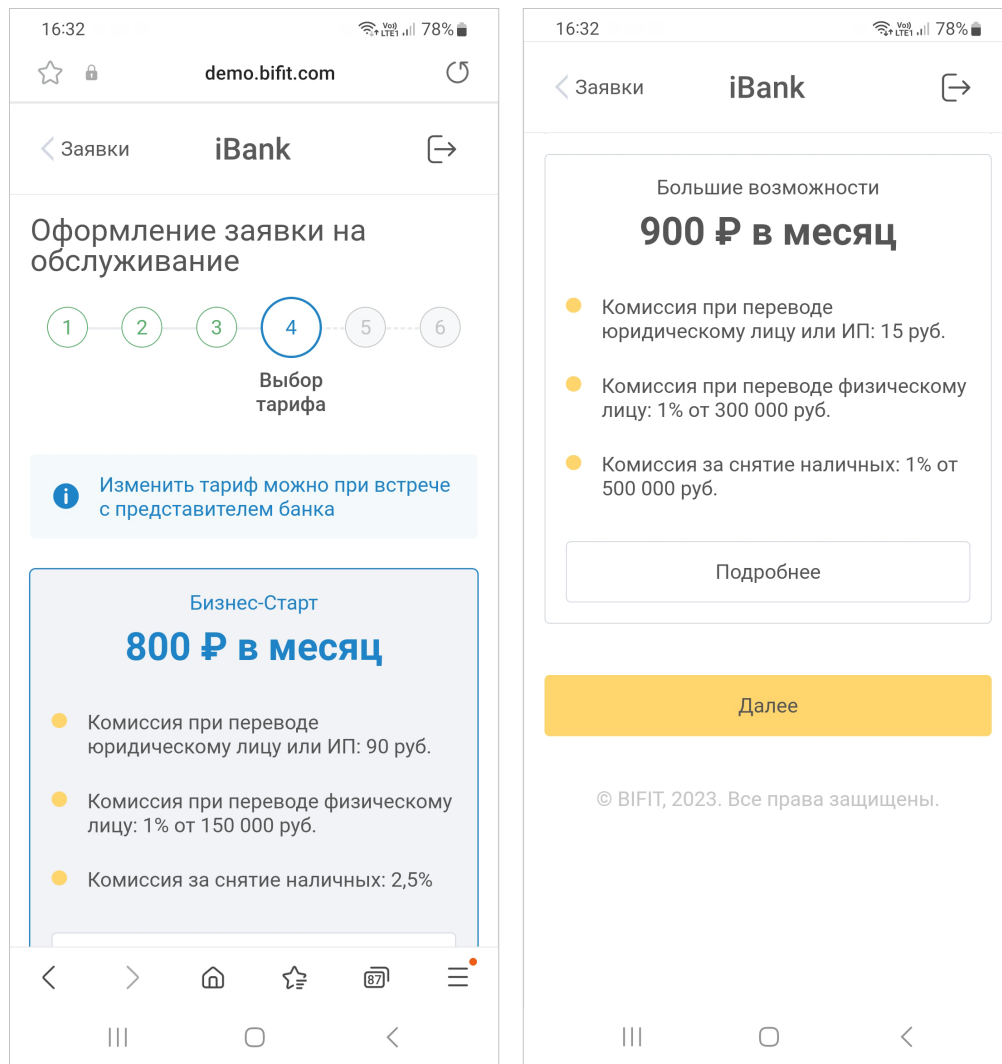 16:32
Vo))
LTE1
78%
demo.bifit.com
Заявки
iBank
Оформление заявки на
обслуживание
1
2
3
4
5
6
Выбор
тарифа
Изменить тариф можно при встрече
с представителем банка
Бизнес-Старт
800 ₽ в месяц
Комиссия при переводе
юридическому лицу или ИП: 90 руб.
Комиссия при переводе физическому
лицу: 1% от 150 000 руб.
Комиссия за снятие наличных: 2,5%
87
16:32
Vo))
LTE1
78%
Заявки
iBank
Большие возможности
900 ₽ в месяц
Комиссия при переводе
юридическому лицу или ИП: 15 руб.
Комиссия при переводе физическому
лицу: 1% от 300 000 руб.
Комиссия за снятие наличных: 1% от
500 000 руб.
Подробнее
Далее
© BIFIT, 2023. Все права защищены.